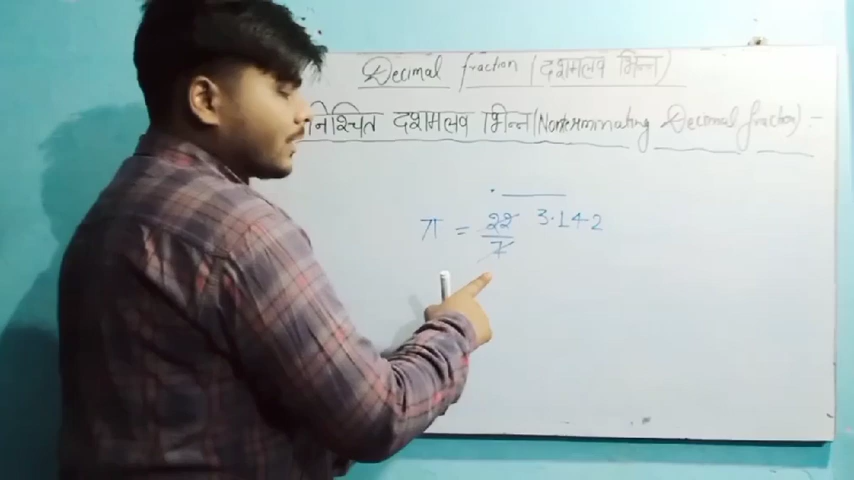 Decimal fraction (दशमलव भिन्न)
निश्चित दशमलव भिन्न (Nonterminating Decimal fraction) :-
π = 22/7 3.142